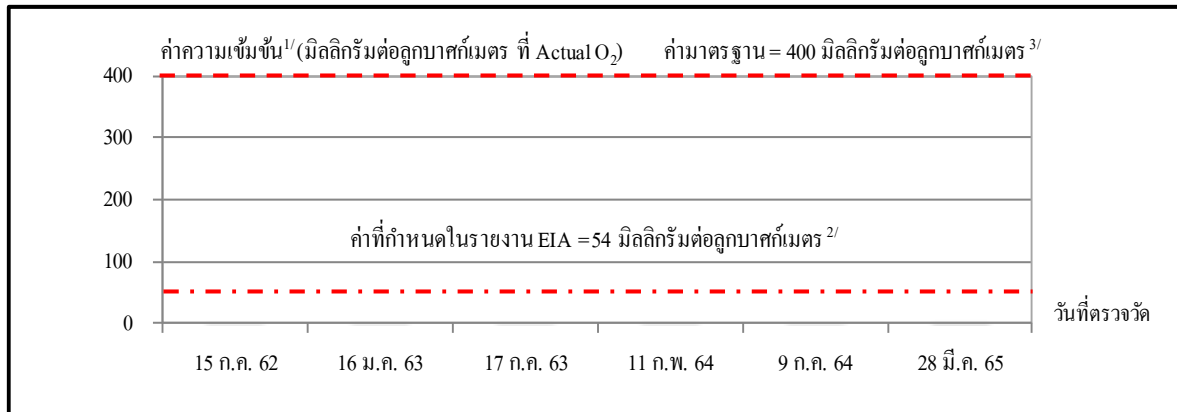 ค่าความเข้มข้น1/(มิลลิกรัมต่อลูกบาศก์เมตร ที่ Actual O2) ค่ามาตรฐาน = 400 มิลลิกรัมต่อลูกบาศก์เมตร 3/
400
300
200
ค่าที่กำหนดในรายงาน EIA =54 มิลลิกรัมต่อลูกบาศก์เมตร 2/
100
0
วันที่ตรวจวัด
15 ก.ค. 62 16 ม.ค. 63 17 ก.ค. 63 11 ก.พ. 64 9 ก.ค. 64 28 มี.ค. 65